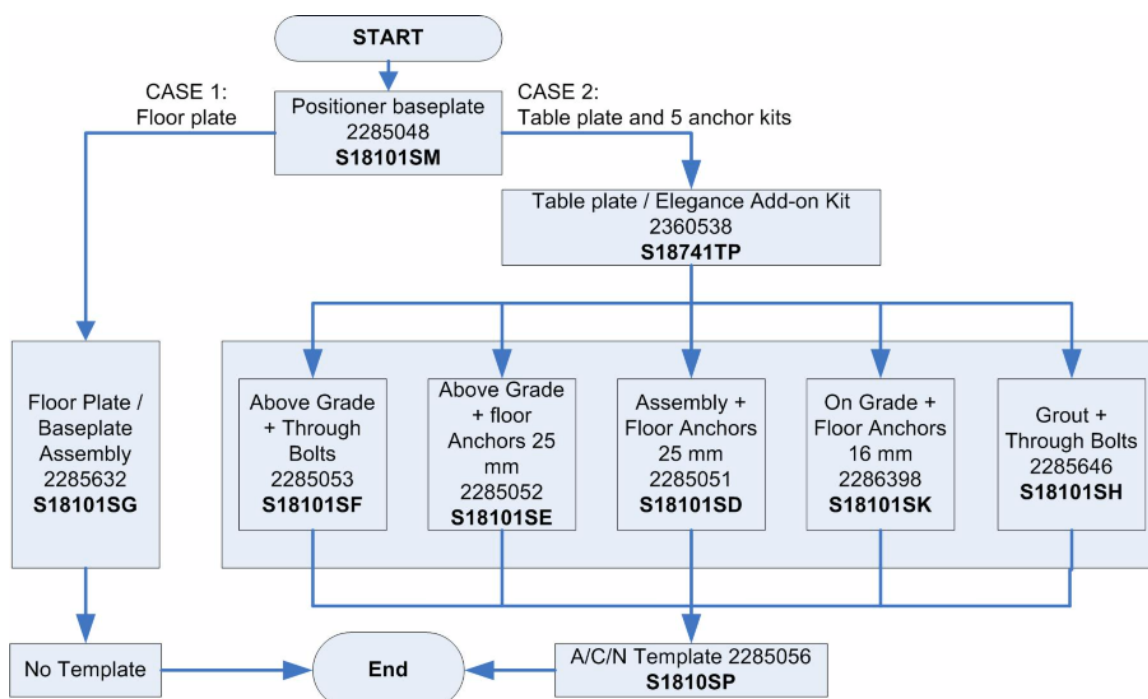 START
CASE 1:
Floor plate
Positioner baseplate
2285048
S18101SM
CASE 2:
Table plate and 5 anchor kits
Table plate / Elegance Add-on Kit
2360538
S18741TP
Floor Plate /
Baseplate
Assembly
2285632
S18101SG
Above Grade
+ Through
Bolts
2285053
S18101SF
Above Grade
+ floor
Anchors 25
mm
2285052
S18101SE
Assembly +
Floor Anchors
25 mm
2285051
S18101SD
On Grade +
Floor Anchors
16 mm
2286398
S18101SK
Grout +
Through Bolts
2285646
S18101SH
No Template
End
A/C/N Template 2285056
S1810SP